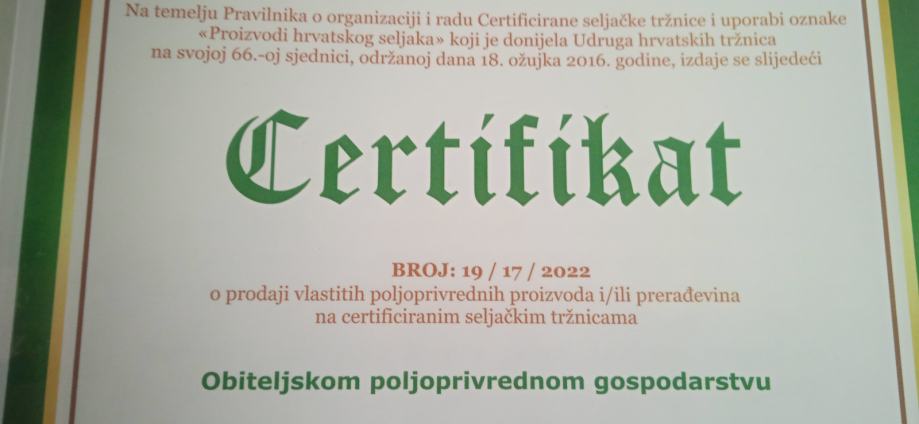 Na temelju Pravilnika o organizaciji i radu Certificirane seljačke tržnice i uporabi oznake
«Proizvodi hrvatskog seljaka» koji je donijela Udruga hrvatskih tržnica
na svojoj 66.-oj sjednici, održanoj dana 18. ožujka 2016. godine, izdaje se slijedeći
Certifikat
BROJ: 19 / 17 / 2022
o prodaji vlastitih poljoprivrednih proizvoda i/ili prerađevina
na certificiranim seljačkim tržnicama
Obiteljskom poljoprivrednom gospodarstvu